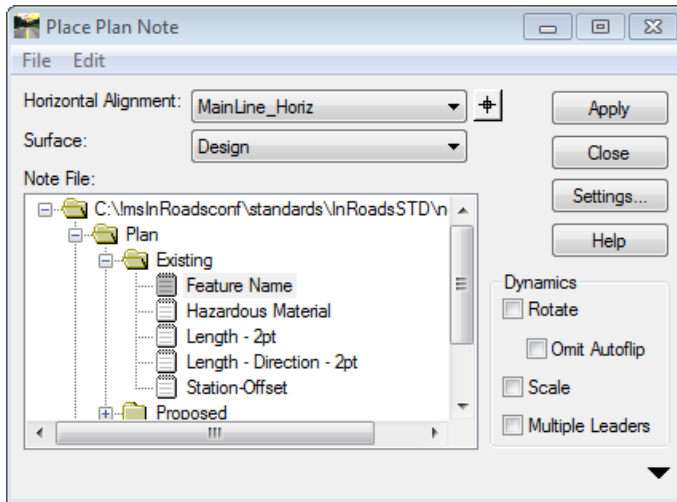 Place Plan Note
File Edit
Horizontal Alignment: MainLine_Horiz
Apply
Surface: Design
Close
Note File:
Settings...
C:\!msInRoadsconf\standards\InRoadsSTD\n
Plan
Help
Existing
Feature Name
Dynamics
Hazardous Material
Rotate
Length - 2pt
Omit Autoflip
Length - Direction - 2pt
Station-Offset
Scale
Proposed
Multiple Leaders